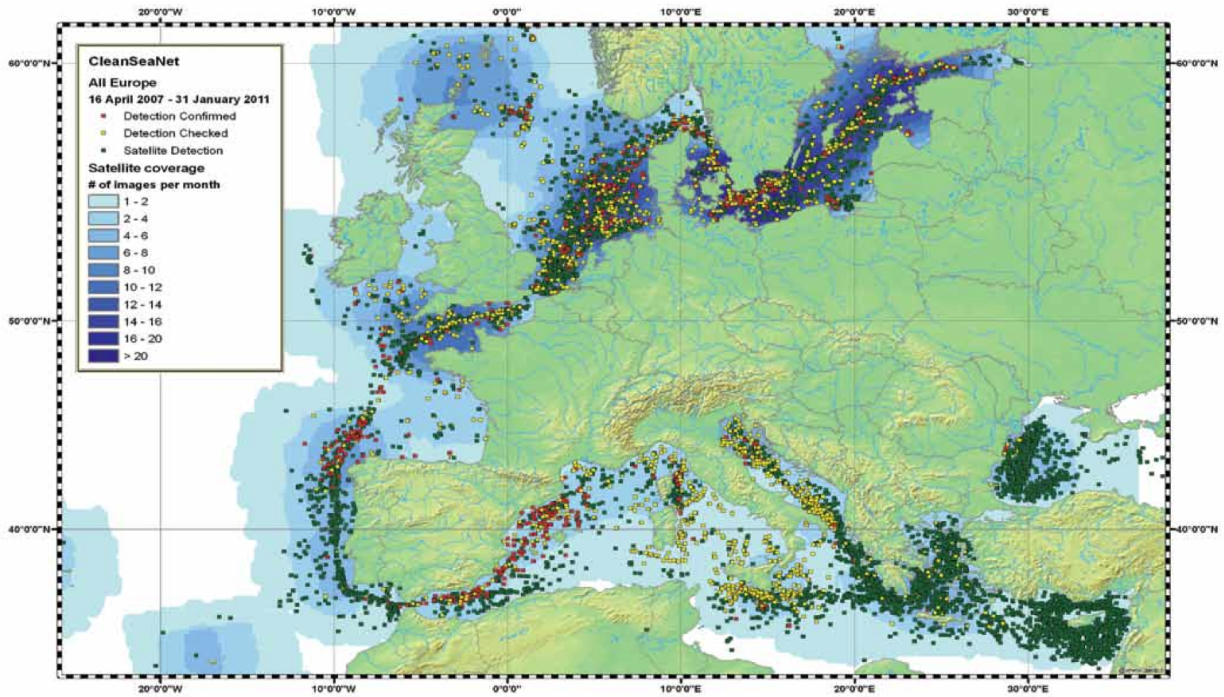 20°0'0"W 10°0'0"W 0°0'0" 10°0'0"E 20°0'0"E 30°0'0"E
CleanSeaNet
All Europe
16 April 2007 - 31 January 2011
Detection Confirmed
Detection Checked
Satellite Detection
Satellite coverage
# of images per month
1 - 2
2 - 4
4 - 6
6 - 8
8 - 10
10 - 12
12 - 14
14 - 16
16 - 20
> 20
60°0'0"N 60°0'0"N
50°0'0"N 50°0'0"N
40°0'0"N 40°0'0"N
20°0'0"W 10°0'0"W 0°0'0" 10°0'0"E 20°0'0"E 30°0'0"E